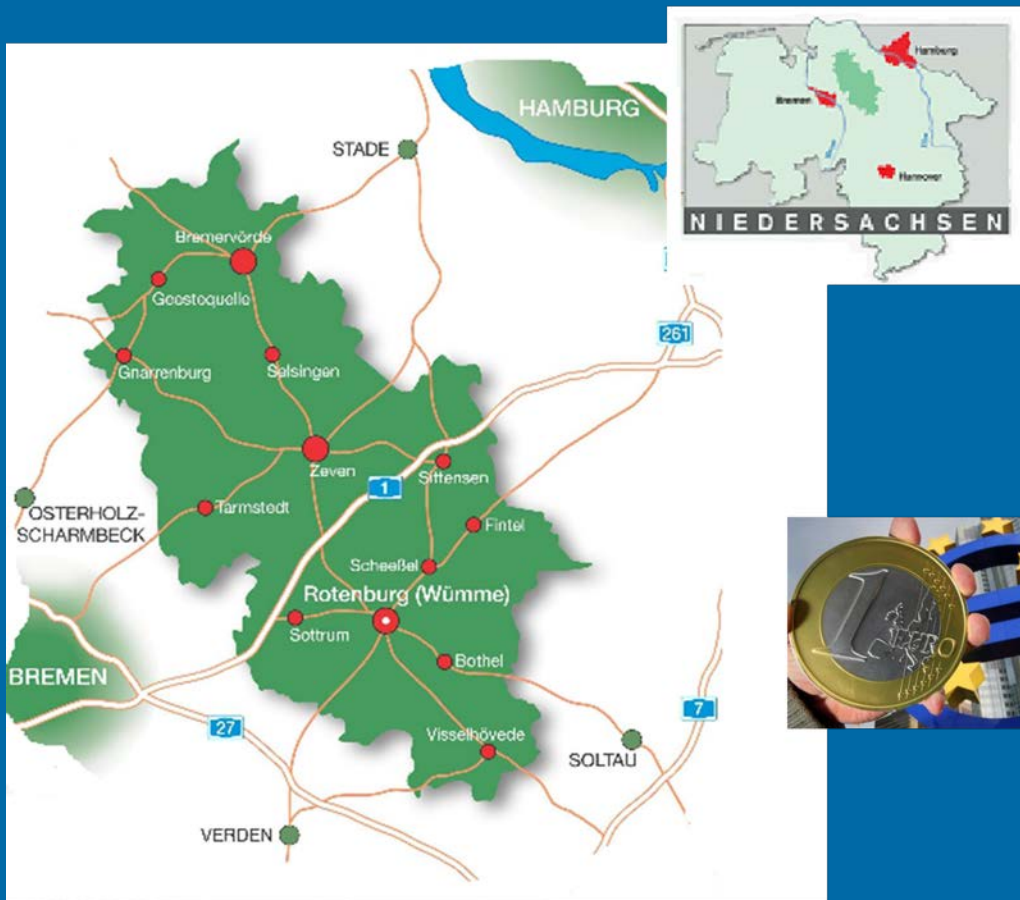 HAMBURG
STADE
Bremervörde
Geestequelle
Gnarrenburg
Selsingen
261
Zeven
1
Sittensen
Tarmstedt
OSTERHOLZ-
SCHARMBECK
Fintel
Scheeßel
Rotenburg (Wümme)
Sottrum
Bothel
BREMEN
27
7
Visselhövede
SOLTAU
VERDEN
Hamburg
Bremen
Hannover
NIEDERSACHSEN
1
EURO